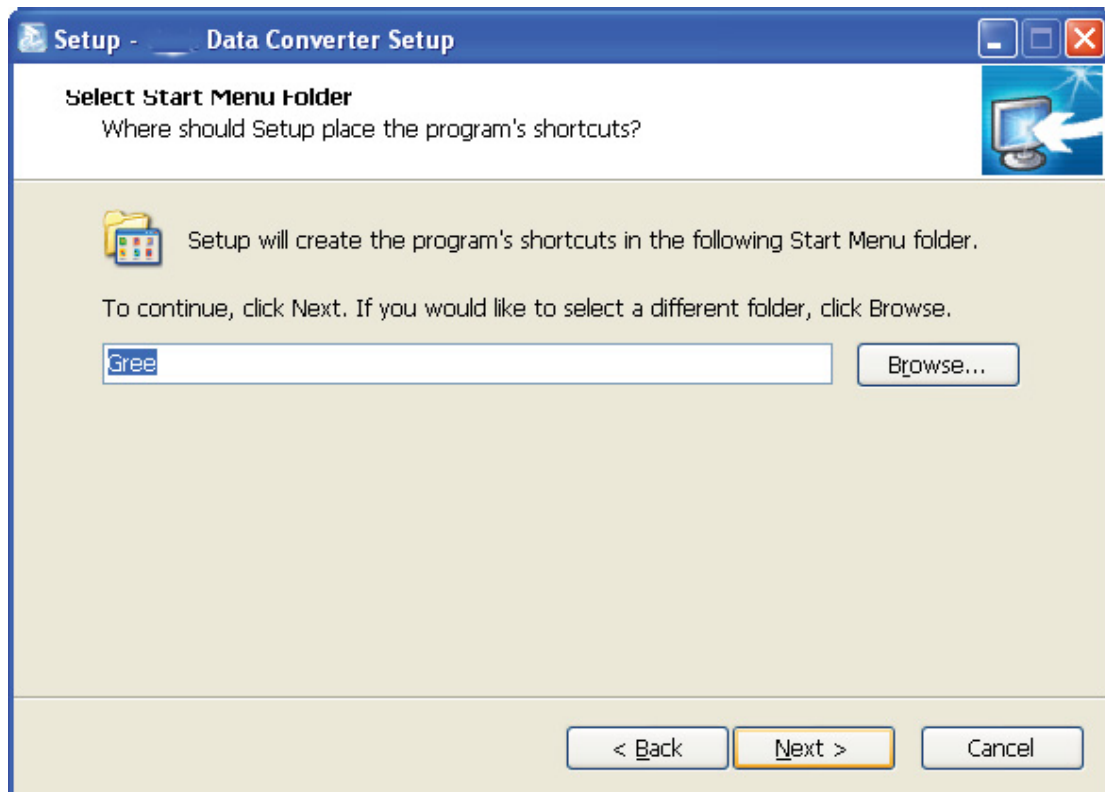 Setup - Data Converter Setup
Select Start Menu Folder
Where should Setup place the program's shortcuts?
Setup will create the program's shortcuts in the following Start Menu folder.
To continue, click Next. If you would like to select a different folder, click Browse.
Gree
Browse...
< Back
Next >
Cancel